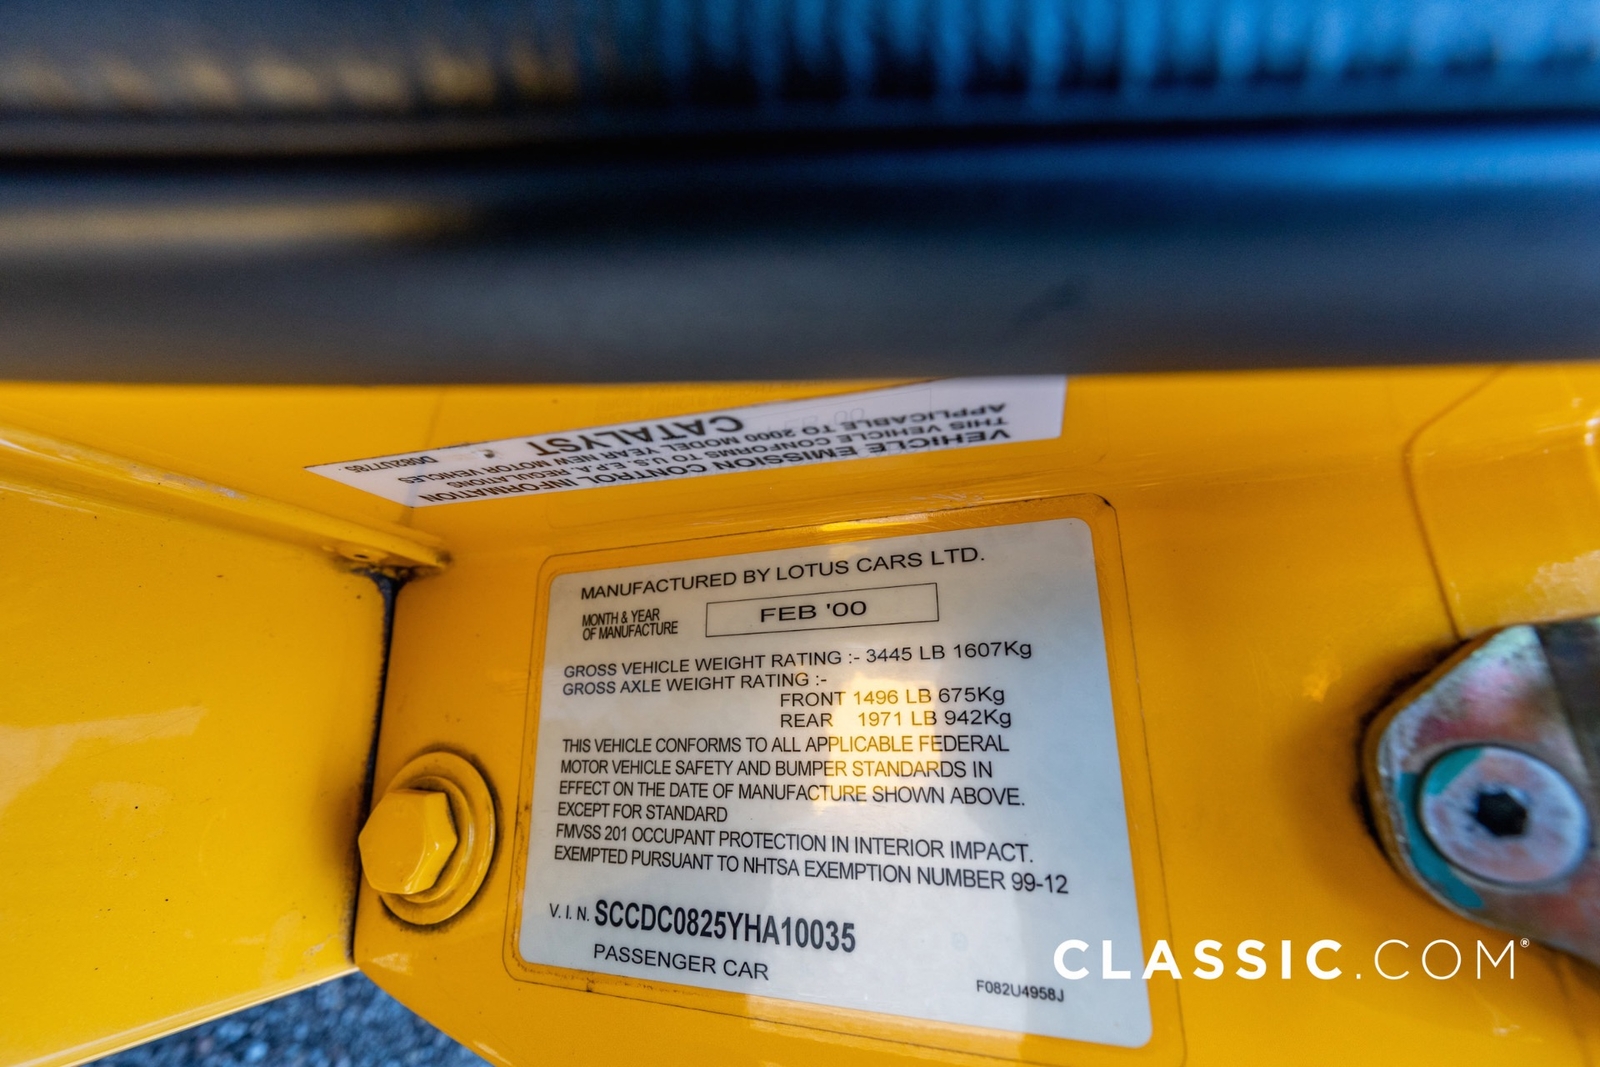 VEHICLE EMISSION CONTROL INFORMATION
THIS VEHICLE CONFORMS TO U.S. E.P.A. REGULATIONS
APPLICABLE TO 2000 MODEL YEAR NEW MOTOR VEHICLES
CATALYST
MANUFACTURED BY LOTUS CARS LTD.
MONTH & YEAR
OF MANUFACTURE
FEB '00
GROSS VEHICLE WEIGHT RATING :- 3445 LB 1607Kg
GROSS AXLE WEIGHT RATING :-
FRONT 1496 LB 675Kg
REAR 1971 LB 942Kg
THIS VEHICLE CONFORMS TO ALL APPLICABLE FEDERAL
MOTOR VEHICLE SAFETY AND BUMPER STANDARDS IN
EFFECT ON THE DATE OF MANUFACTURE SHOWN ABOVE.
EXCEPT FOR STANDARD
FMVSS 201 OCCUPANT PROTECTION IN INTERIOR IMPACT.
EXEMPTED PURSUANT TO NHTSA EXEMPTION NUMBER 99-12
V. I. N. SCCDC0825YHA10035
PASSENGER CAR
F082U4958J
CLASSIC.COM®